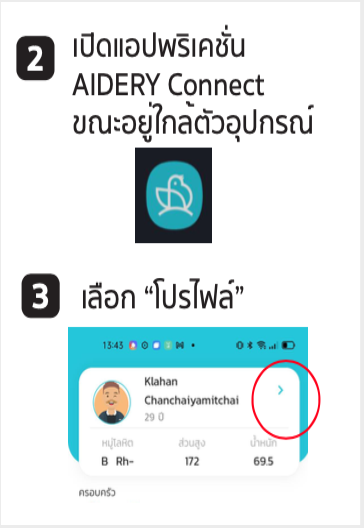 2
เปิดแอปพริเคชั่น
AIDERY Connect
ขณะอยู่ใกล้ตัวอุปกรณ์
3
เลือก “โปรไฟล์”
13:43
Klahan
Chanchaiyamitchai
29 ปี
หมู่โลหิต ส่วนสูง น้ำหนัก
B Rh- 172 69.5
ครอบครัว